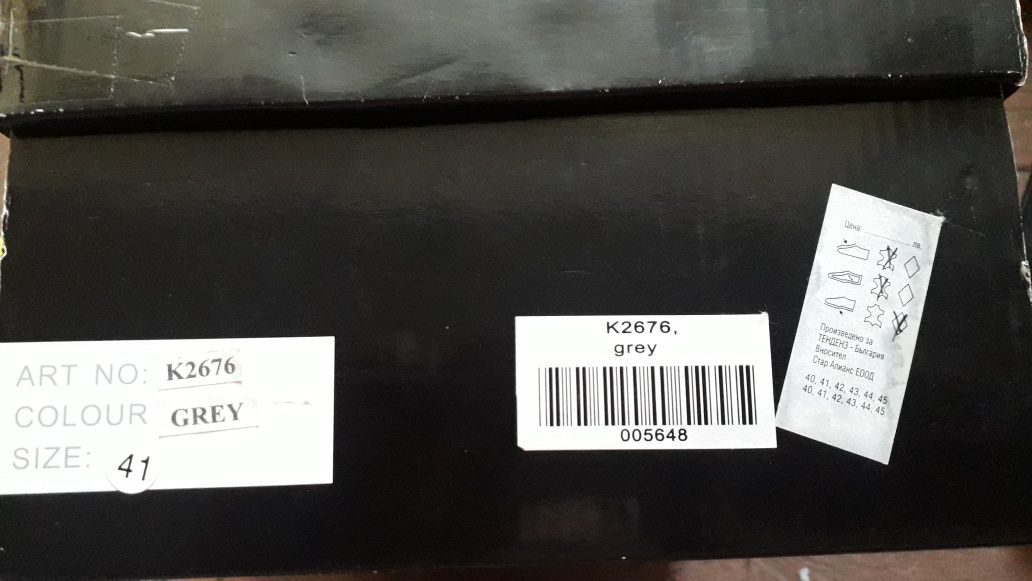 ART NO: K2676
COLOUR GREY
SIZE: 41
K2676,
grey
005648
Цена: .................. лв.
Произведено за
ТЕНДЕНЗ - България
Вносител
Стар Алианс ЕООД
40, 41, 42, 43, 44, 45
40, 41, 42, 43, 44, 45